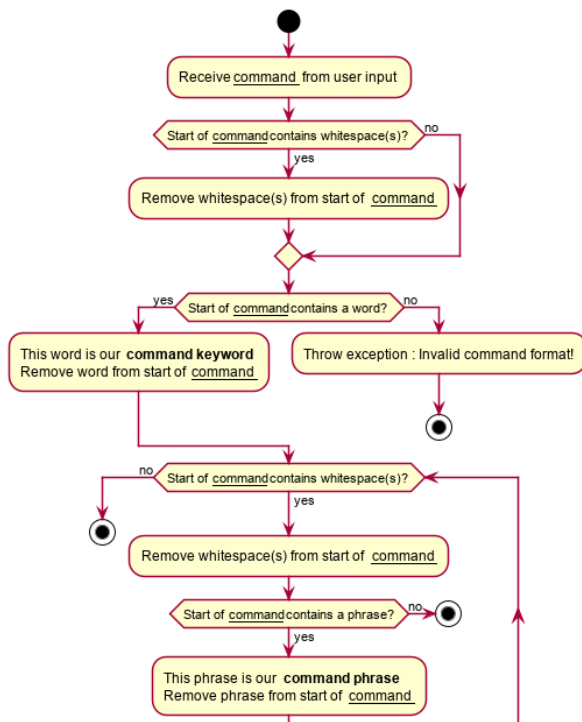 Receive command from user input
Start of command contains whitespace(s)?
no
yes
Remove whitespace(s) from start of command
yes
Start of command contains a word?
no
This word is our command keyword
Remove word from start of command
Throw exception : Invalid command format!
no
Start of command contains whitespace(s)?
yes
Remove whitespace(s) from start of command
Start of command contains a phrase?
no
yes
This phrase is our command phrase
Remove phrase from start of command